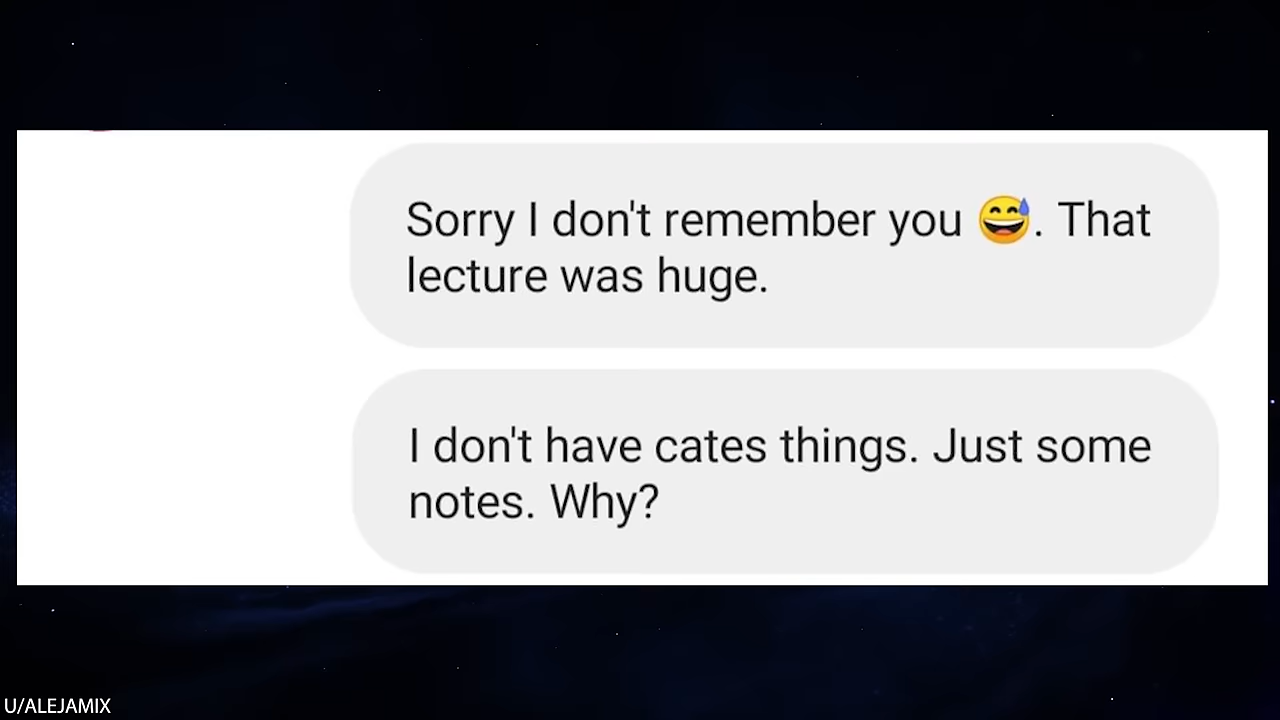 Sorry I don't remember you 😅. That
lecture was huge.
I don't have cates things. Just some
notes. Why?
U/ALEJAMIX